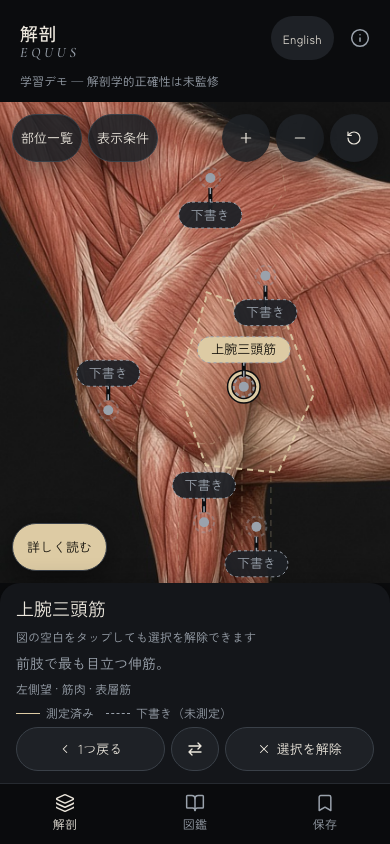 解剖
EQUUS
English
学習デモ — 解剖学的正確性は未監修
部位一覧
表示条件
下書き
下書き
上腕三頭筋
下書き
下書き
下書き
詳しく読む
上腕三頭筋
図の空白をタップしても選択を解除できます
前肢で最も目立つ伸筋。
左側望 · 筋肉 · 表層筋
測定済み 下書き（未測定）
1つ戻る
選択を解除
解剖
図鑑
保存